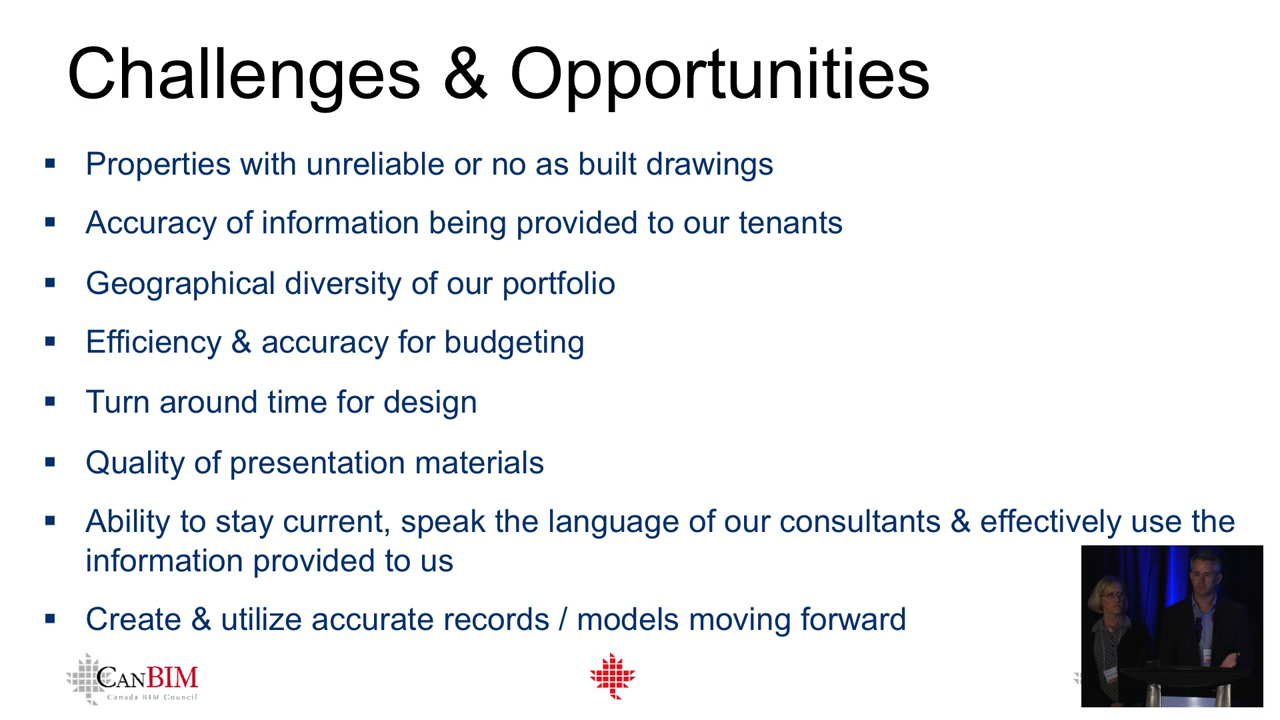 Challenges & Opportunities
▪ Properties with unreliable or no as built drawings
▪ Accuracy of information being provided to our tenants
▪ Geographical diversity of our portfolio
▪ Efficiency & accuracy for budgeting
▪ Turn around time for design
▪ Quality of presentation materials
▪ Ability to stay current, speak the language of our consultants & effectively use the
information provided to us
▪ Create & utilize accurate records / models moving forward
CANBIM
Canada BIM Council